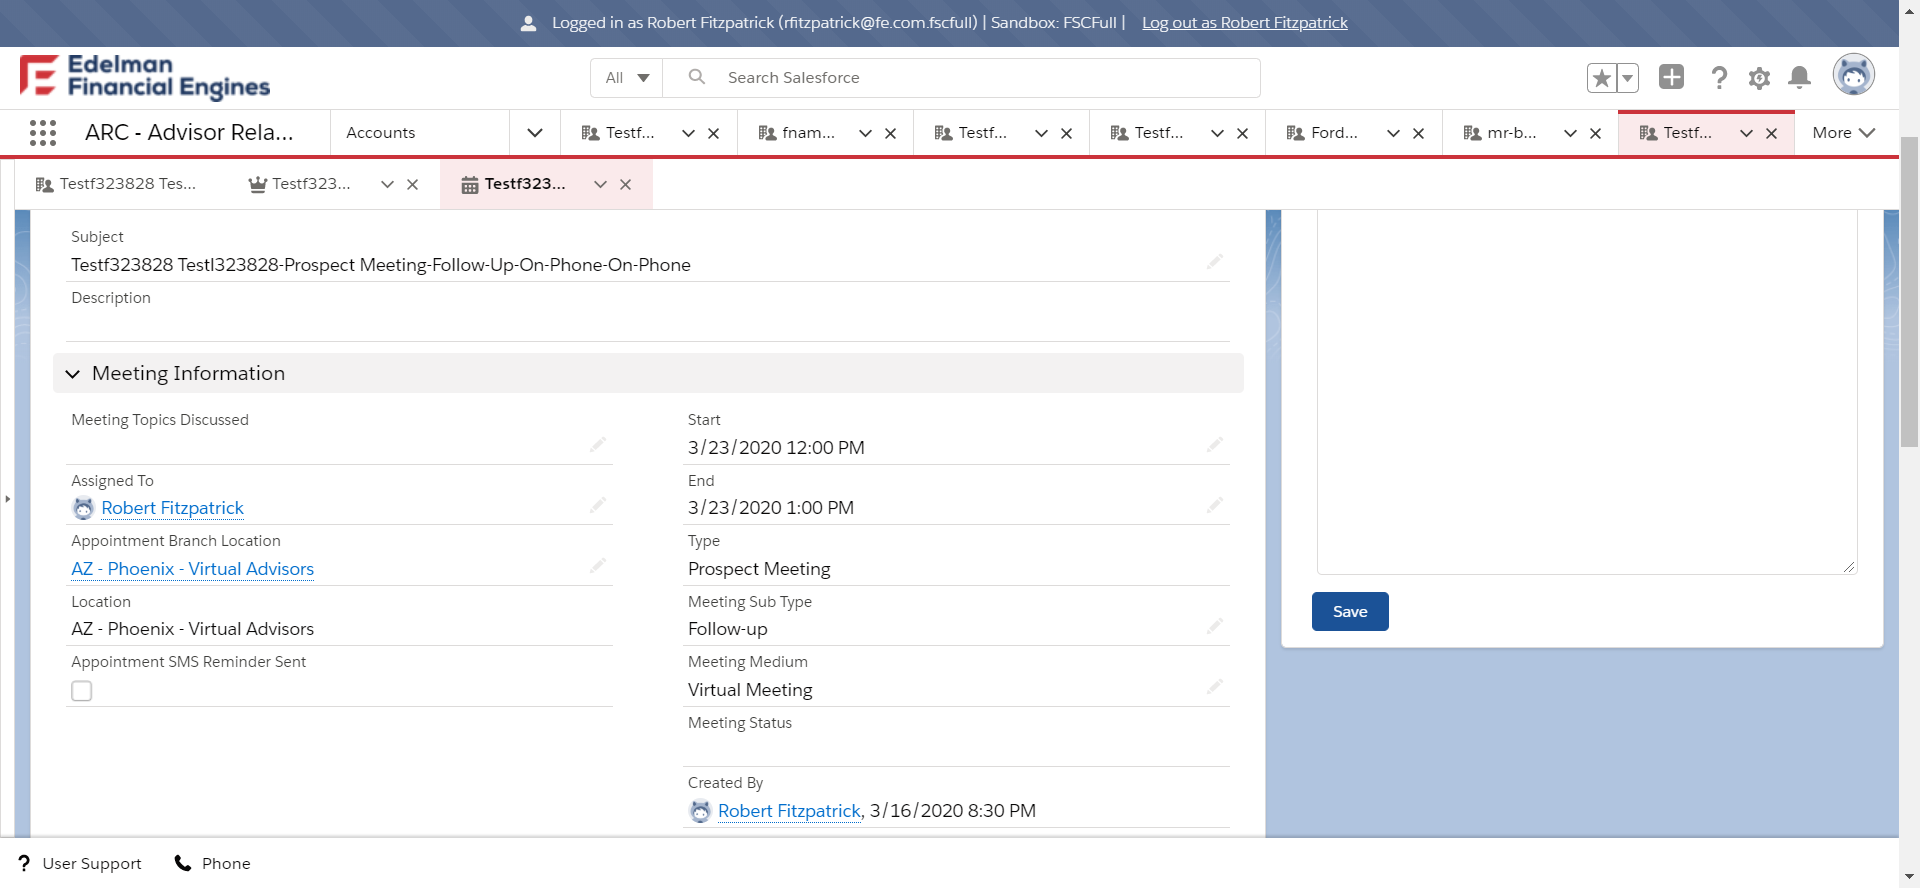 Logged in as Robert Fitzpatrick (rfitzpatrick@fe.com.fscfull) | Sandbox: FSCFull | Log out as Robert Fitzpatrick
Edelman
Financial Engines
All
Search Salesforce
ARC - Advisor Rela...
Accounts
Testf...
fnam...
Testf...
Testf...
Ford...
mr-b...
Testf...
More
Testf323828 Tes...
Testf323...
Testf323...
Subject
Testf323828 Testl323828-Prospect Meeting-Follow-Up-On-Phone-On-Phone
Description
Meeting Information
Meeting Topics Discussed
Start
3/23/2020 12:00 PM
Assigned To
Robert Fitzpatrick
End
3/23/2020 1:00 PM
Appointment Branch Location
AZ - Phoenix - Virtual Advisors
Type
Prospect Meeting
Location
AZ - Phoenix - Virtual Advisors
Meeting Sub Type
Follow-up
Appointment SMS Reminder Sent
Meeting Medium
Virtual Meeting
Meeting Status
Created By
Robert Fitzpatrick, 3/16/2020 8:30 PM
Save
User Support
Phone